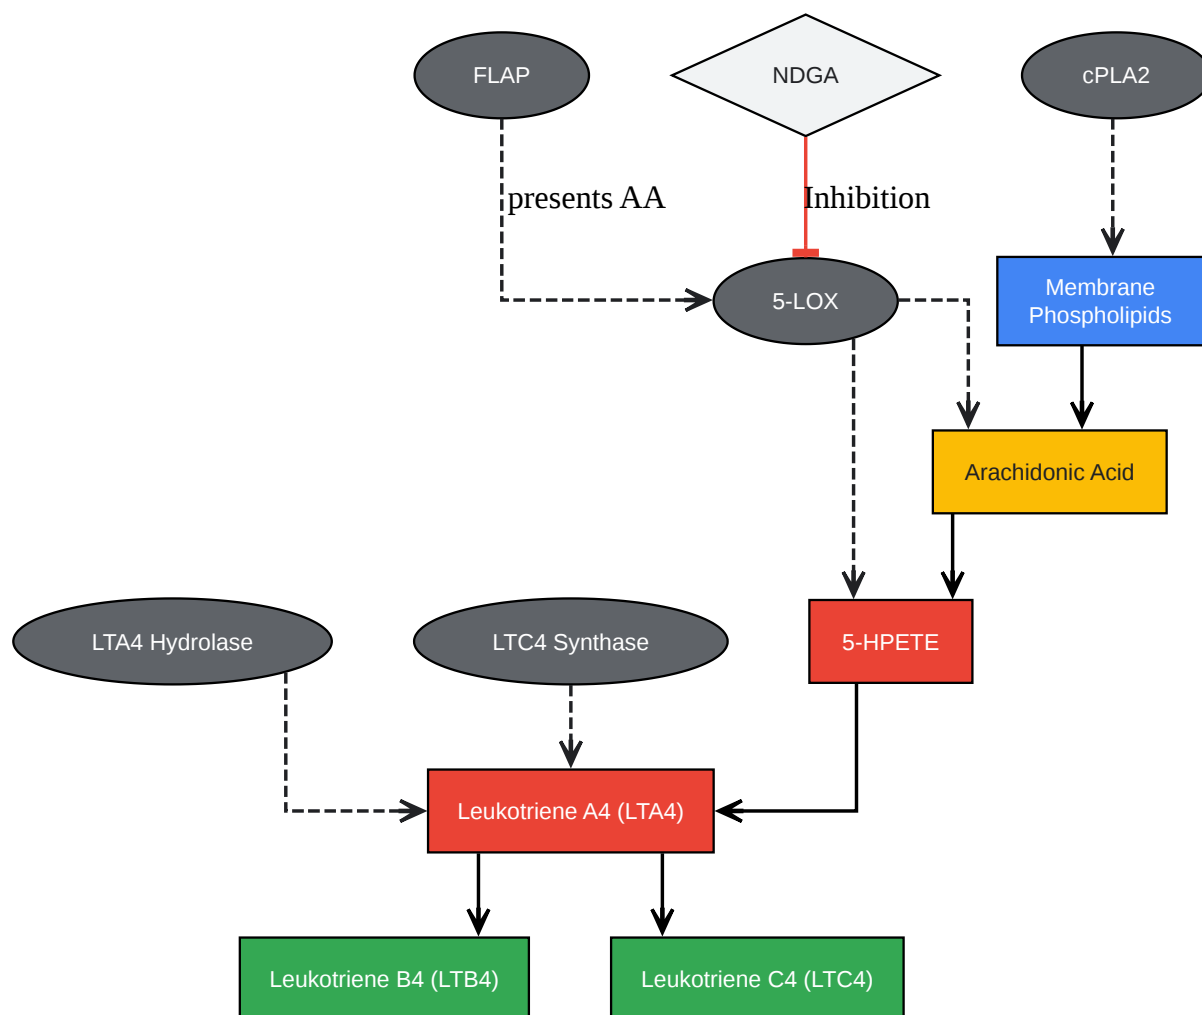 FLAP
NDGA
cPLA2
presents AA
Inhibition
5-LOX
Membrane
Phospholipids
Arachidonic Acid
LTA4 Hydrolase
LTC4 Synthase
5-HPETE
Leukotriene A4 (LTA4)
Leukotriene B4 (LTB4)
Leukotriene C4 (LTC4)